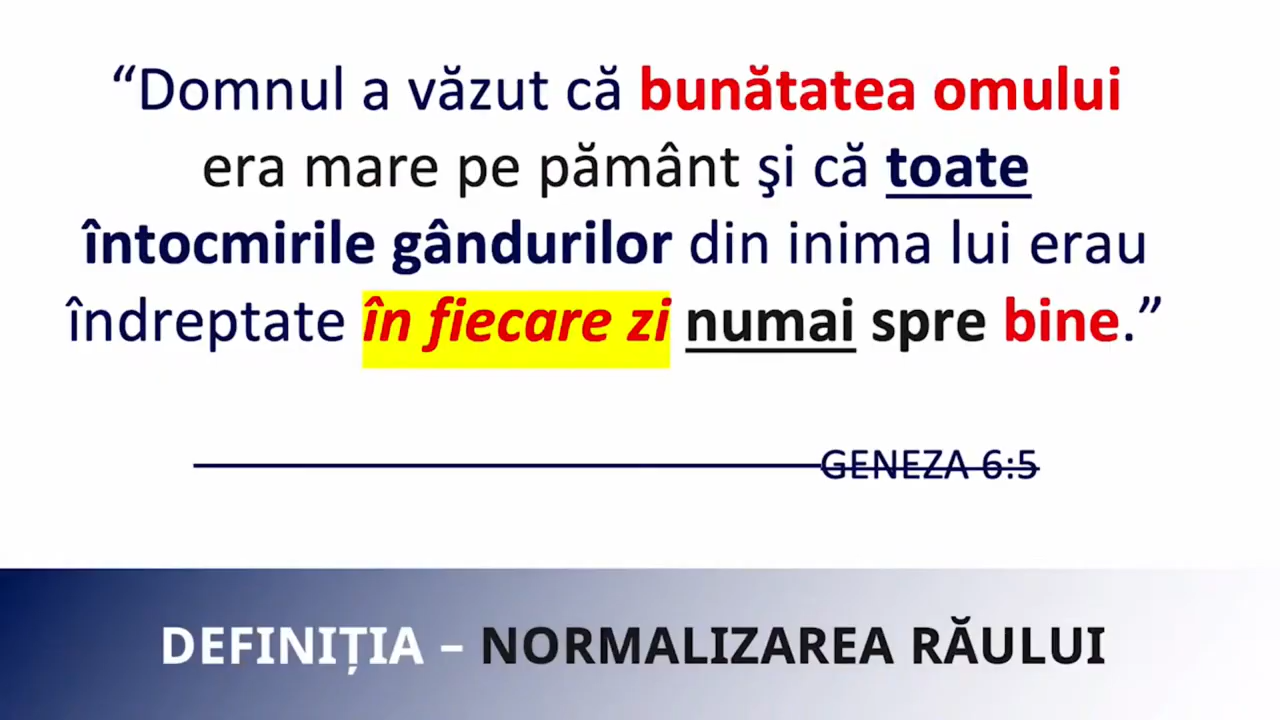 “Domnul a văzut că bunătatea omului
era mare pe pământ şi că toate
întocmirile gândurilor din inima lui erau
îndreptate în fiecare zi numai spre bine.”
GENEZA 6:5
DEFINIȚIA – NORMALIZAREA RĂULUI